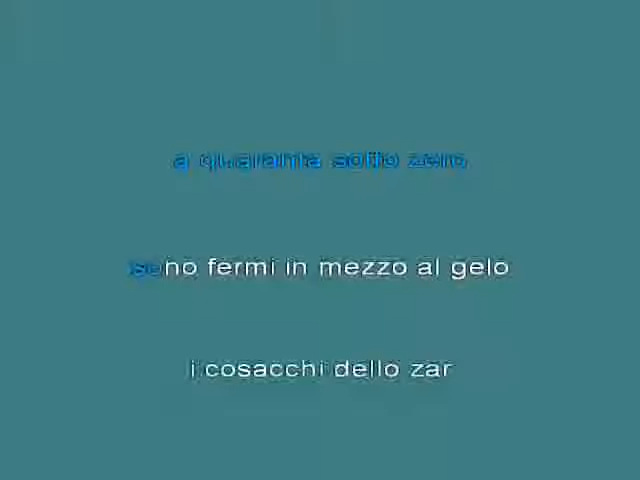 a quaranta sotto zero
sono fermi in mezzo al gelo
i cosacchi dello zar